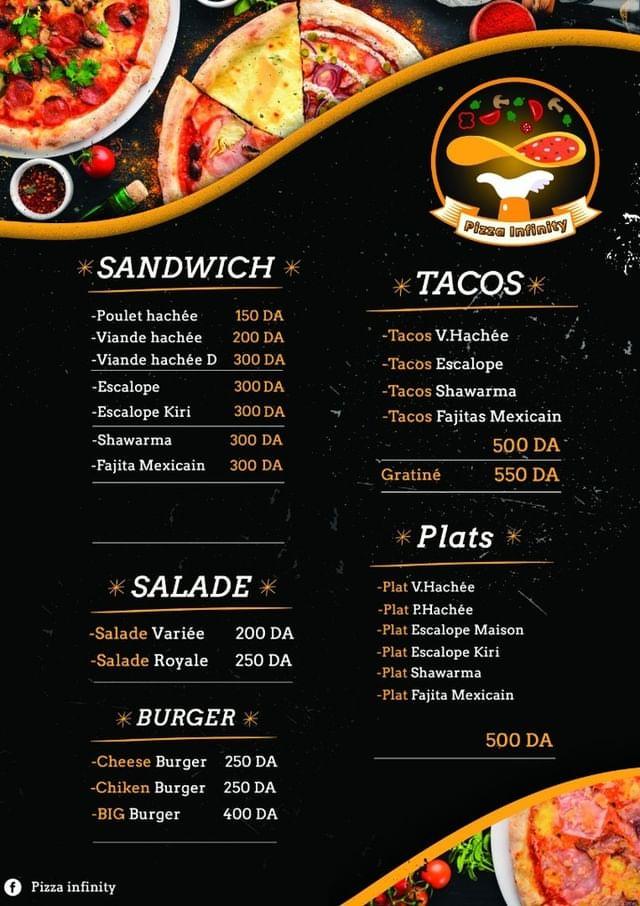 Pizza Infinity
SANDWICH
-Poulet hachée 150 DA
-Viande hachée 200 DA
-Viande hachée D 300 DA
-Escalope 300 DA
-Escalope Kiri 300 DA
-Shawarma 300 DA
-Fajita Mexicain 300 DA
SALADE
-Salade Variée 200 DA
-Salade Royale 250 DA
BURGER
-Cheese Burger 250 DA
-Chiken Burger 250 DA
-BIG Burger 400 DA
TACOS
-Tacos V.Hachée
-Tacos Escalope
-Tacos Shawarma
-Tacos Fajitas Mexicain
500 DA
Gratiné 550 DA
Plats
-Plat V.Hachée
-Plat P.Hachée
-Plat Escalope Maison
-Plat Escalope Kiri
-Plat Shawarma
-Plat Fajita Mexicain
500 DA
f Pizza infinity